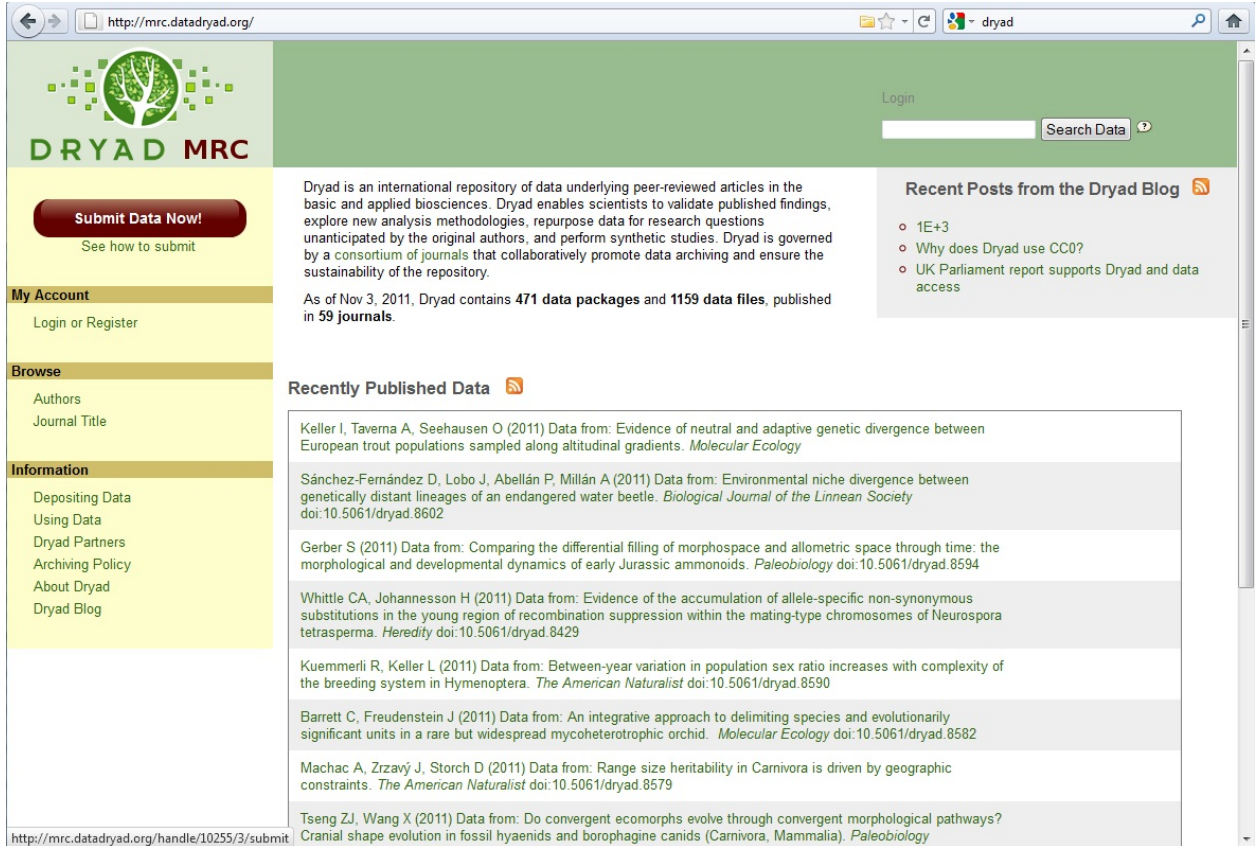 http://mrc.datadryad.org/
dryad
DRYAD MRC
Login
Search Data
?
Submit Data Now!
See how to submit
My Account
Login or Register
Browse
Authors
Journal Title
Information
Depositing Data
Using Data
Dryad Partners
Archiving Policy
About Dryad
Dryad Blog
Dryad is an international repository of data underlying peer-reviewed articles in the
basic and applied biosciences. Dryad enables scientists to validate published findings,
explore new analysis methodologies, repurpose data for research questions
unanticipated by the original authors, and perform synthetic studies. Dryad is governed
by a consortium of journals that collaboratively promote data archiving and ensure the
sustainability of the repository.
As of Nov 3, 2011, Dryad contains 471 data packages and 1159 data files, published
in 59 journals.
Recent Posts from the Dryad Blog
1E+3
Why does Dryad use CC0?
UK Parliament report supports Dryad and data
access
Recently Published Data
Keller I, Taverna A, Seehausen O (2011) Data from: Evidence of neutral and adaptive genetic divergence between
European trout populations sampled along altitudinal gradients. Molecular Ecology
Sánchez-Fernández D, Lobo J, Abellán P, Millán A (2011) Data from: Environmental niche divergence between
genetically distant lineages of an endangered water beetle. Biological Journal of the Linnean Society
doi:10.5061/dryad.8602
Gerber S (2011) Data from: Comparing the differential filling of morphospace and allometric space through time: the
morphological and developmental dynamics of early Jurassic ammonoids. Paleobiology doi:10.5061/dryad.8594
Whittle CA, Johannesson H (2011) Data from: Evidence of the accumulation of allele-specific non-synonymous
substitutions in the young region of recombination suppression within the mating-type chromosomes of Neurospora
tetrasperma. Heredity doi:10.5061/dryad.8429
Kuemmerli R, Keller L (2011) Data from: Between-year variation in population sex ratio increases with complexity of
the breeding system in Hymenoptera. The American Naturalist doi:10.5061/dryad.8590
Barrett C, Freudenstein J (2011) Data from: An integrative approach to delimiting species and evolutionarily
significant units in a rare but widespread mycoheterotrophic orchid. Molecular Ecology doi:10.5061/dryad.8582
Machac A, Zrzavý J, Storch D (2011) Data from: Range size heritability in Carnivora is driven by geographic
constraints. The American Naturalist doi:10.5061/dryad.8579
Tseng ZJ, Wang X (2011) Data from: Do convergent ecomorphs evolve through convergent morphological pathways?
Cranial shape evolution in fossil hyaenids and borophagine canids (Carnivora, Mammalia). Paleobiology
http://mrc.datadryad.org/handle/10255/3/submit